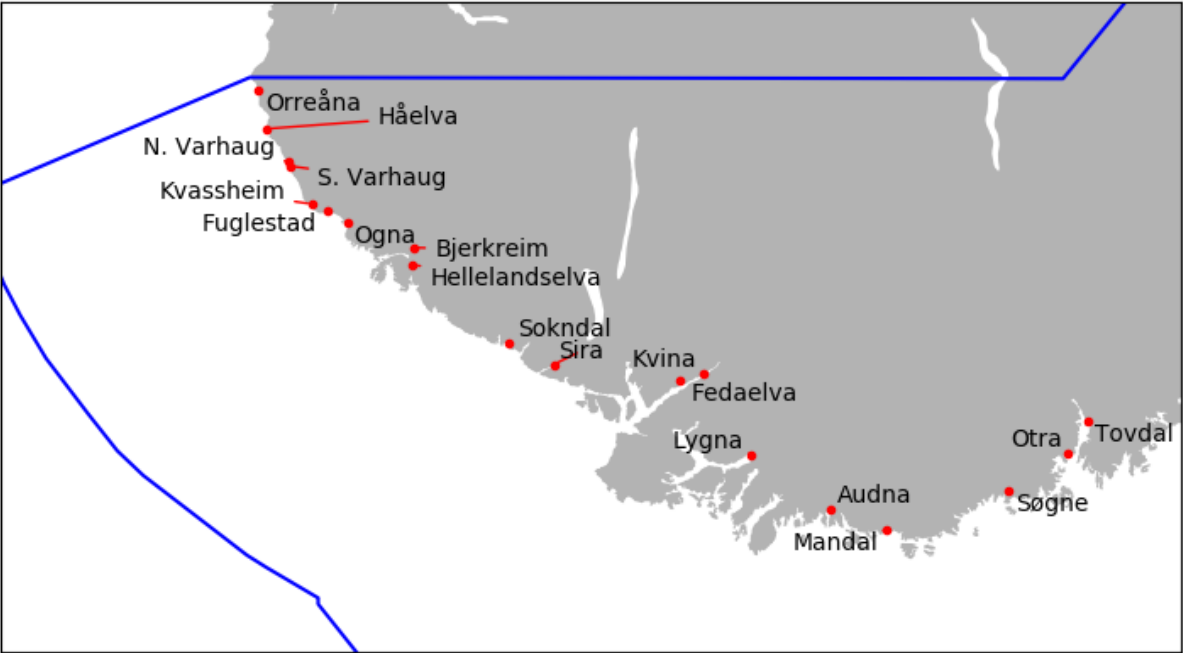 Orreåna
Håelva
N. Varhaug
S. Varhaug
Kvassheim
Fuglestad
Ogna
Bjerkreim
Hellelandselva
Sokndal
Sira
Kvina
Fedaelva
Lygna
Otra
Tovdal
Audna
Søgne
Mandal